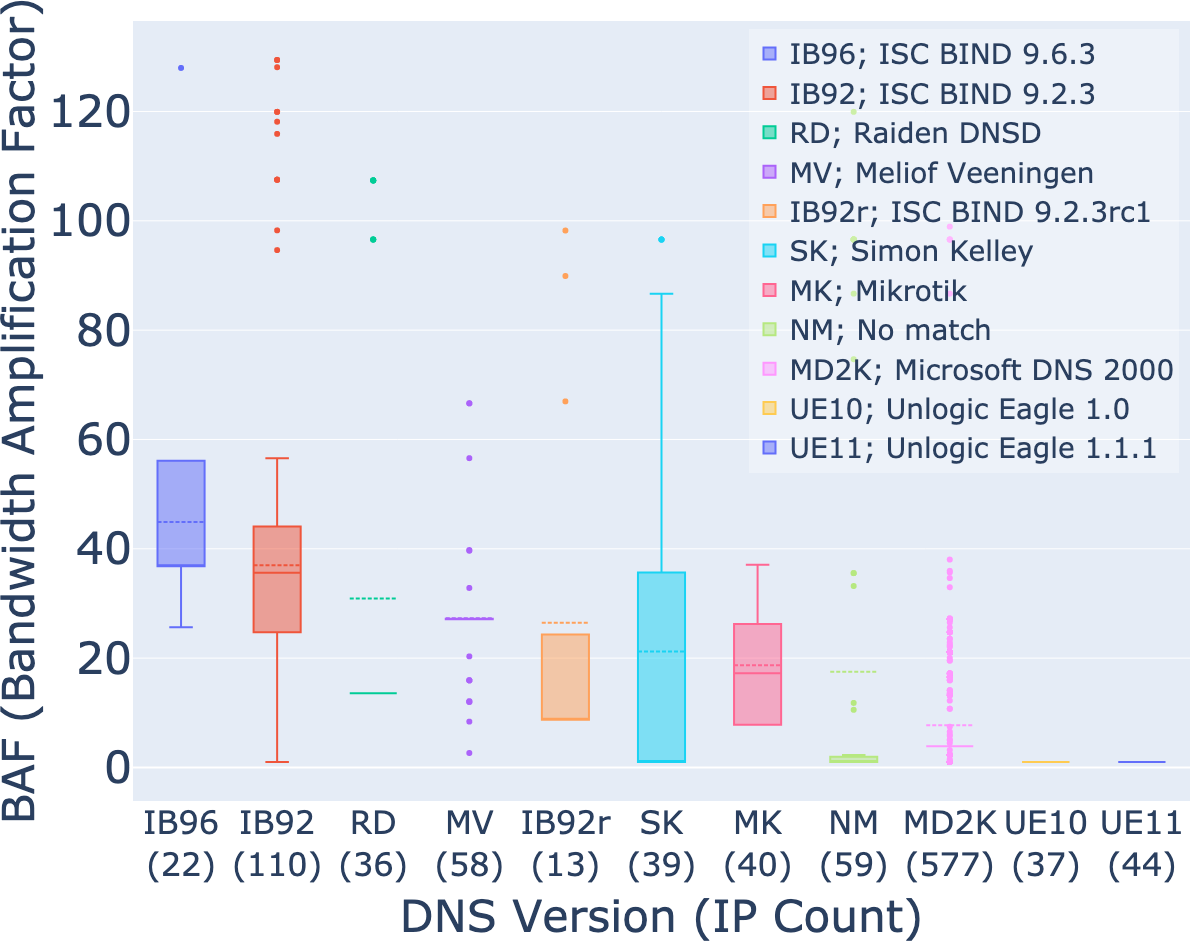 BAF (Bandwidth Amplification Factor)
120
100
80
60
40
20
0
IB96; ISC BIND 9.6.3
IB92; ISC BIND 9.2.3
RD; Raiden DNSD
MV; Meliof Veeningen
IB92r; ISC BIND 9.2.3rc1
SK; Simon Kelley
MK; Mikrotik
NM; No match
MD2K; Microsoft DNS 2000
UE10; Unlogic Eagle 1.0
UE11; Unlogic Eagle 1.1.1
IB96 IB92 RD MV IB92r SK MK NM MD2K UE10 UE11
(22) (110) (36) (58) (13) (39) (40) (59) (577) (37) (44)
DNS Version (IP Count)